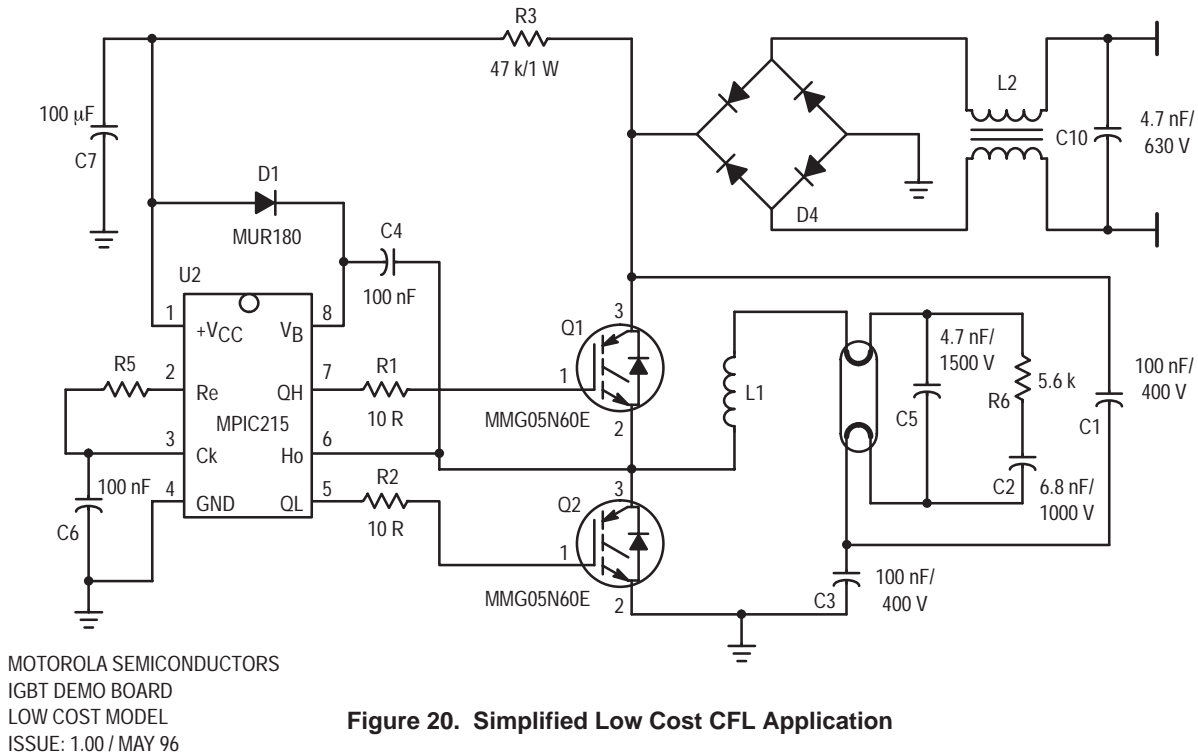 R3
47 k/1 W
100 µF
C7
D1
MUR180
C4
100 nF
L2
C10
4.7 nF/
630 V
D4
U2
1
+VCC
VB
8
R5
2
Re
QH
7
R1
10 R
MPIC215
3
Ck
Ho
6
100 nF
4
GND
QL
5
R2
10 R
C6
Q1
3
1
MMG05N60E
2
Q2
3
1
MMG05N60E
2
L1
4.7 nF/
1500 V
C5
5.6 k
R6
C2
6.8 nF/
1000 V
100 nF/
400 V
C1
100 nF/
400 V
C3
MOTOROLA SEMICONDUCTORS
IGBT DEMO BOARD
LOW COST MODEL
ISSUE: 1.00 / MAY 96
Figure 20. Simplified Low Cost CFL Application